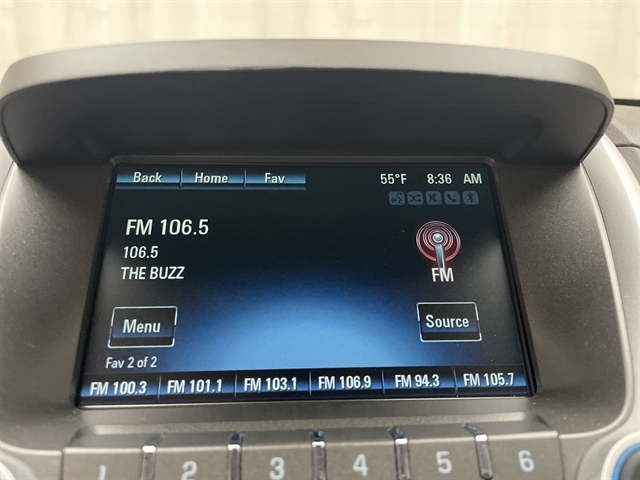 Back Home Fav 55°F 8:36 AM
FM 106.5
106.5
THE BUZZ
FM
Menu Source
Fav 2 of 2
FM 100.3 FM 101.1 FM 103.1 FM 106.9 FM 94.3 FM 105.7
1 2 3 4 5 6